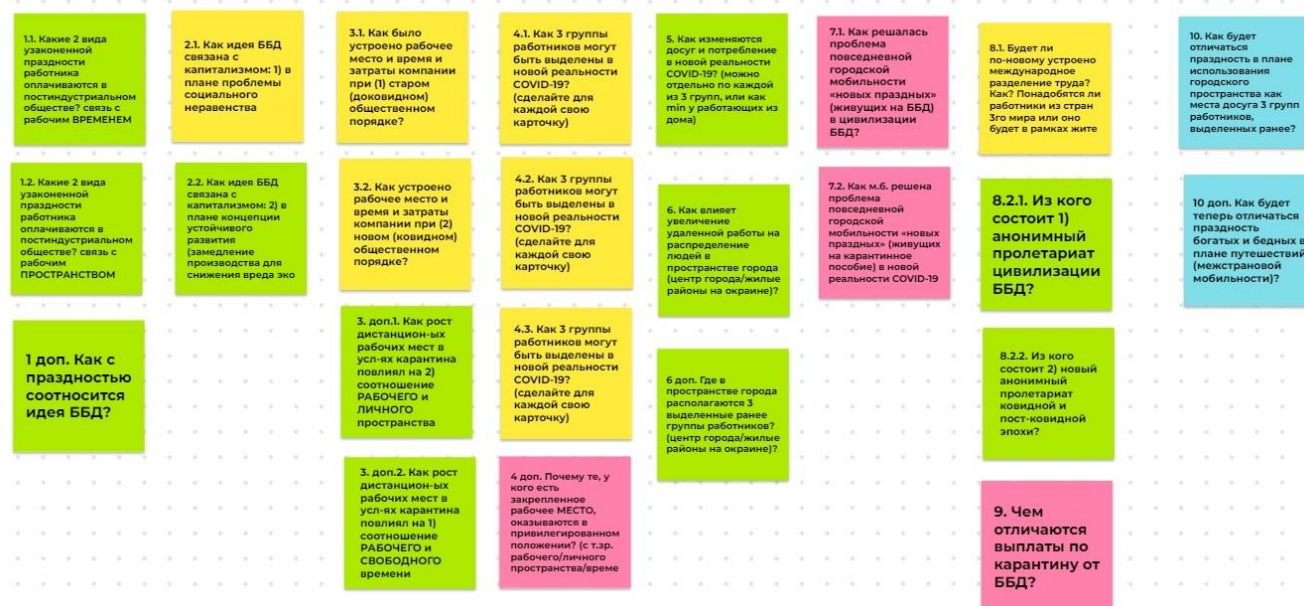 1.1. Какие 2 вида
узаконенной
праздности
работника
оплачиваются в
постиндустриальном
обществе? связь с
рабочим ВРЕМЕНЕМ
1.2. Какие 2 вида
узаконенной
праздности
работника
оплачиваются в
постиндустриальном
обществе? связь с
рабочим
ПРОСТРАНСТВОМ
1 доп. Как с
праздностью
соотносится
идея ББД?
2.1. Как идея ББД
связана с
капитализмом: 1) в
плане проблемы
социального
неравенства
2.2. Как идея ББД
связана с
капитализмом: 2) в
плане концепции
устойчивого
развития
(замедление
производства для
снижения вреда эко
3.1. Как было
устроено рабочее
место и время и
затраты компании
при (1) старом
(доковидном)
общественном
порядке?
3.2. Как устроено
рабочее место и
время и затраты
компании при (2)
новом (ковидном)
общественном
порядке?
3. доп.1. Как рост
дистанцион-ых
рабочих мест в
усл-ях карантина
повлиял на 2)
соотношение
РАБОЧЕГО и
ЛИЧНОГО
пространства
3. доп.2. Как рост
дистанцион-ых
рабочих мест в
усл-ях карантина
повлиял на 1)
соотношение
РАБОЧЕГО и
СВОБОДНОГО
времени
4.1. Как 3 группы
работников могут
быть выделены в
новой реальности
COVID-19?
(сделайте для
каждой свою
карточку)
4.2. Как 3 группы
работников могут
быть выделены в
новой реальности
COVID-19?
(сделайте для
каждой свою
карточку)
4.3. Как 3 группы
работников могут
быть выделены в
новой реальности
COVID-19?
(сделайте для
каждой свою
карточку)
4 доп. Почему те, у
кого есть
закрепленное
рабочее МЕСТО,
оказываются в
привилегированном
положении? (с т.зр.
рабочего/личного
пространства/време
5. Как изменяются
досуг и потребление
в новой реальности
COVID-19? (можно
отдельно по каждой
из 3 групп, или как
min у работающих из
дома)
6. Как влияет
увеличение
удаленной работы на
распределение
людей в
пространстве города
(центр города/жилые
районы на окраине)?
6 доп. Где в
пространстве города
располагаются 3
выделенные ранее
группы работников?
(центр города/жилые
районы на окраине)?
7.1. Как решалась
проблема
повседневной
городской
мобильности
«новых праздных»
(живущих на ББД)
в цивилизации
ББД?
7.2. Как м.б. решена
проблема
повседневной
городской
мобильности «новых
праздных» (живущих
на карантинное
пособие) в новой
реальности COVID-19
8.1. Будет ли
по-новому устроено
международное
разделение труда?
Как? Понадобятся ли
работники из стран
3го мира или оно
будет в рамках жите
8.2.1. Из кого
состоит 1)
анонимный
пролетариат
цивилизации
ББД?
8.2.2. Из кого
состоит 2) новый
анонимный
пролетариат
ковидной и
пост-ковидной
эпохи?
9. Чем
отличаются
выплаты по
карантину от
ББД?
10. Как будет
отличаться
праздность в плане
использования
городского
пространства как
места досуга 3 групп
работников,
выделенных ранее?
10 доп. Как будет
теперь отличаться
праздность
богатых и бедных в
плане путешествий
(межстрановой
мобильности)?